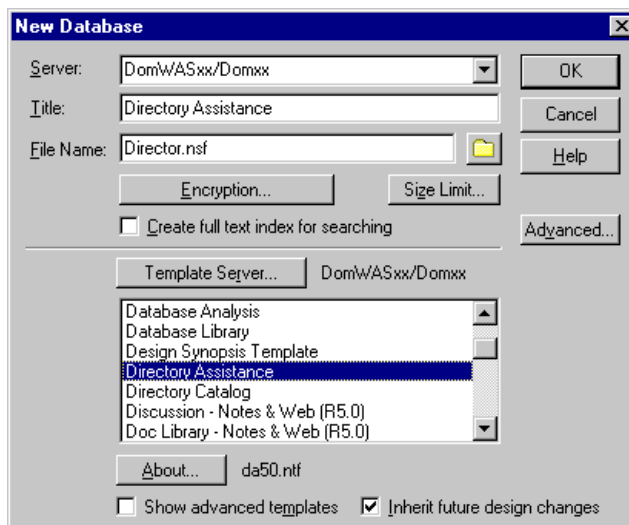 New Database
Server: DomWASxx/Domxx OK
Title: Directory Assistance Cancel
File Name: Director.nsf Help
Encryption... Size Limit...
Create full text index for searching Advanced...
Template Server... DomWASxx/Domxx
Database Analysis
Database Library
Design Synopsis Template
Directory Assistance
Directory Catalog
Discussion - Notes & Web (R5.0)
Doc Library - Notes & Web (R5.0)
About... da50.ntf
Show advanced templates Inherit future design changes